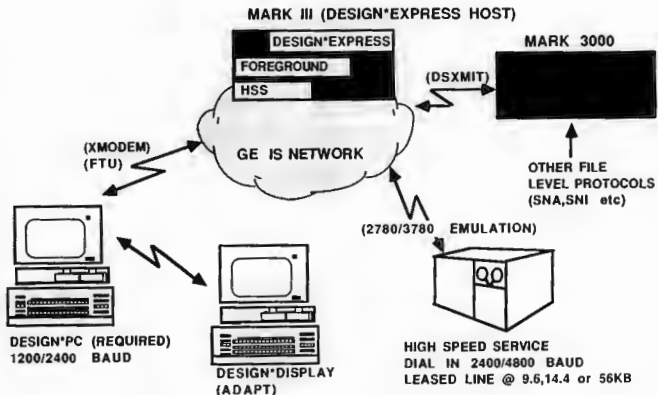 MARK III (DESIGN*EXPRESS HOST)
DESIGN*EXPRESS
FOREGROUND
HSS
MARK 3000
(DSXMIT)
GE IS NETWORK
(XMODEM)
(FTU)
OTHER FILE
LEVEL PROTOCOLS
(SNA,SNI etc)
(2780/3780 EMULATION)
DESIGN*PC (REQUIRED)
1200/2400 BAUD
DESIGN*DISPLAY
(ADAPT)
HIGH SPEED SERVICE
DIAL IN 2400/4800 BAUD
LEASED LINE @ 9.6,14.4 or 56KB